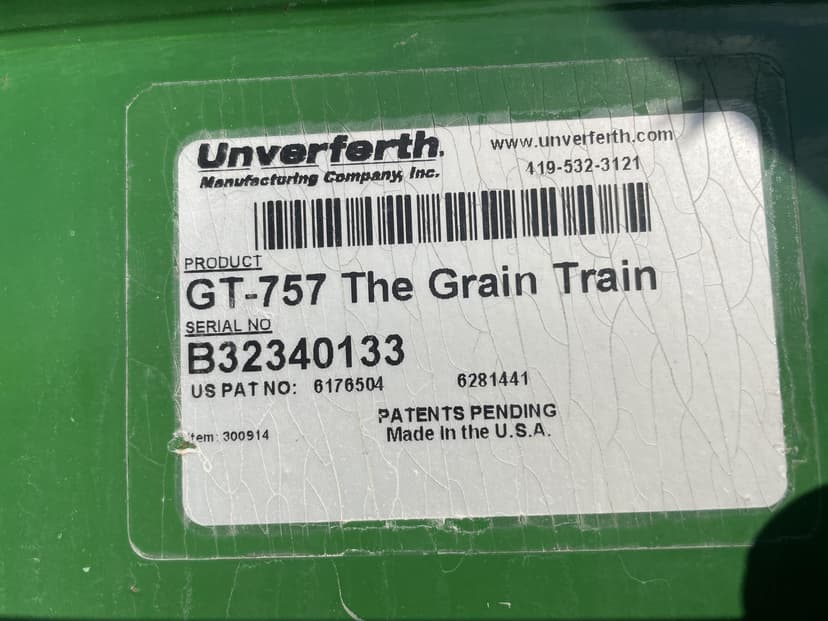 Unverferth.
Manufacturing Company, Inc.
www.unverferth.com
419-532-3121
PRODUCT
GT-757 The Grain Train
SERIAL NO
B32340133
US PAT NO: 6176504 6281441
PATENTS PENDING
Made in the U.S.A.
Item: 300914